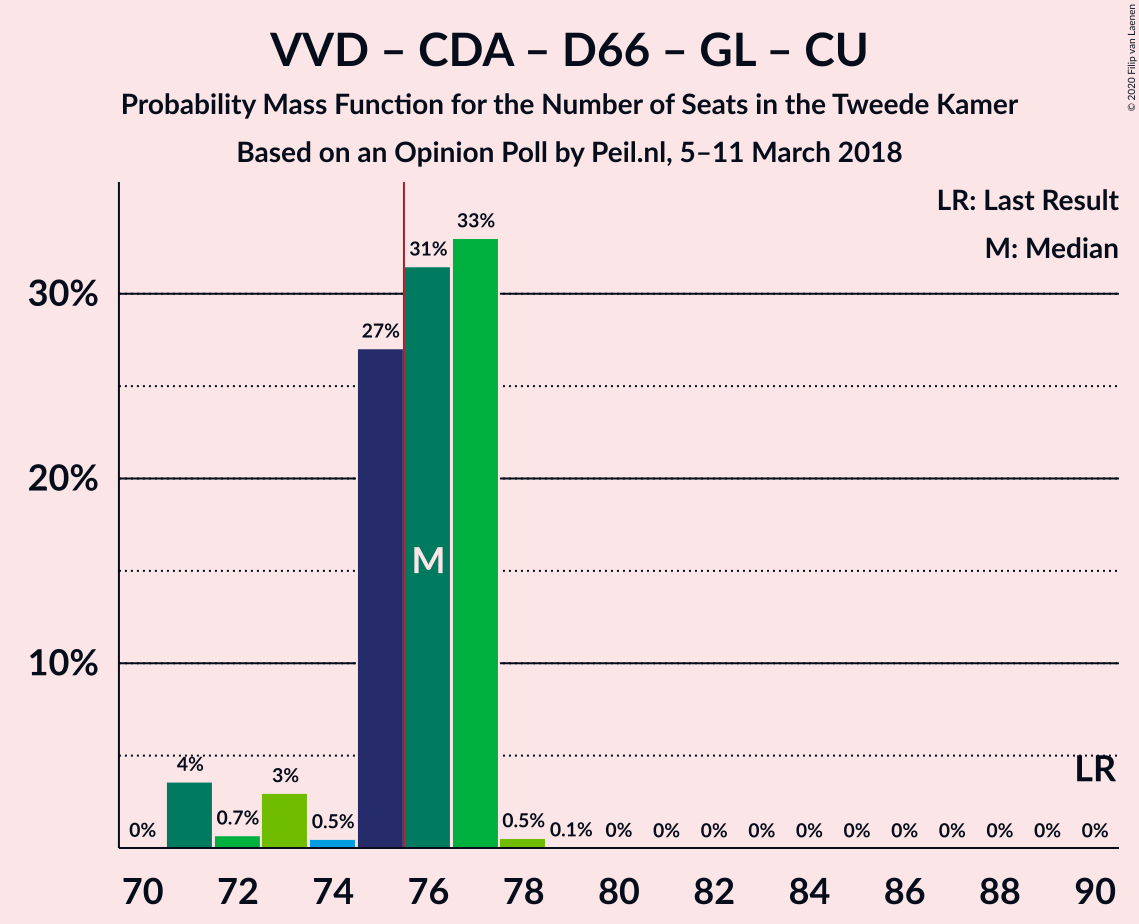 VVD – CDA – D66 – GL – CU
Probability Mass Function for the Number of Seats in the Tweede Kamer
Based on an Opinion Poll by Peil.nl, 5–11 March 2018
© 2020 Filip van Laenen
LR: Last Result
M: Median
30%
20%
10%
0% 4% 0.7% 3% 0.5% 27% 31% 33% 0.5% 0.1% 0% 0% 0% 0% 0% 0% 0% 0% 0% 0% 0%
M
LR
70 72 74 76 78 80 82 84 86 88 90